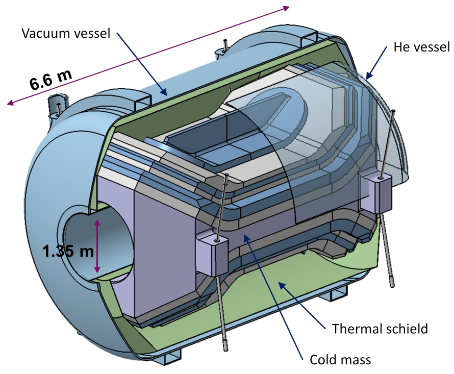 Vacuum vessel
He vessel
6.6 m
1.35 m
Thermal schield
Cold mass